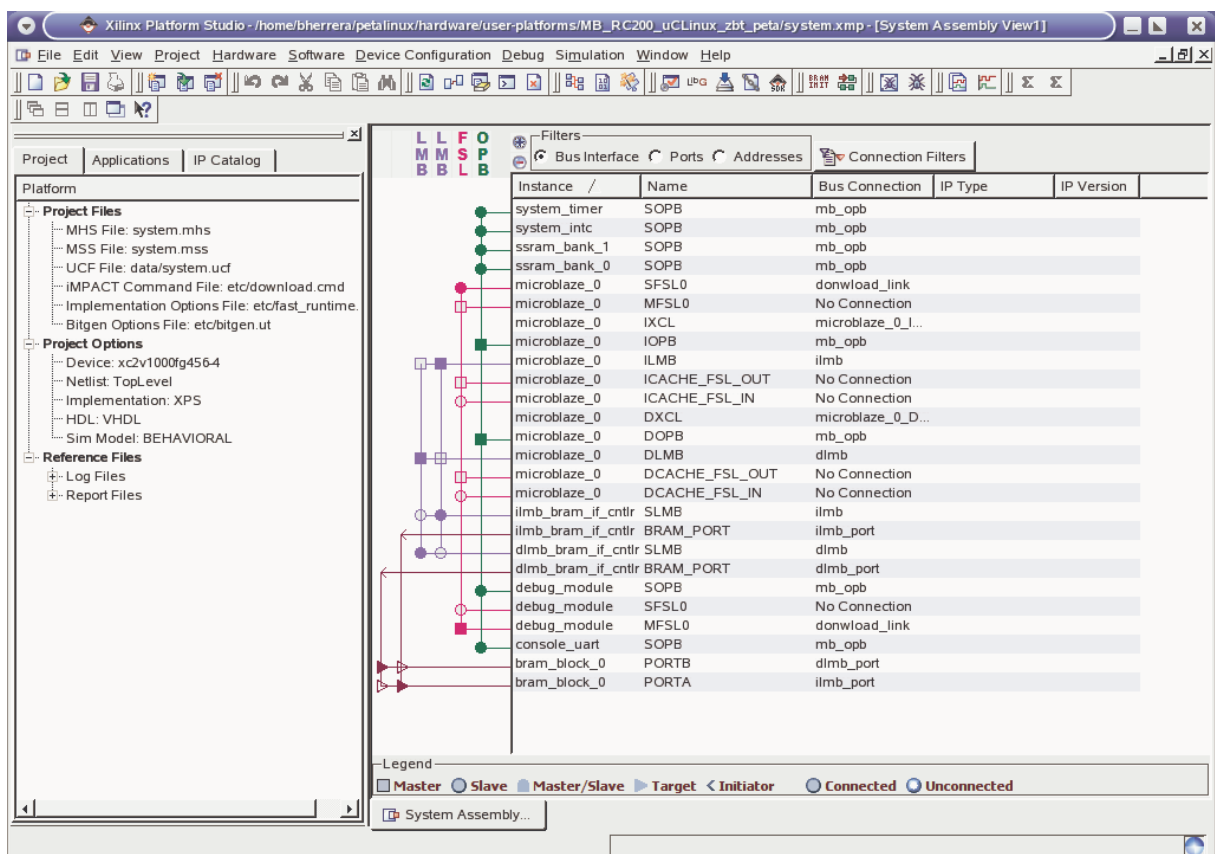 Xilinx Platform Studio - /home/bherrera/petalinux/hardware/user-platforms/MB_RC200_uCLinux_zbt_peta/system.xmp - [System Assembly View1]
File Edit View Project Hardware Software Device Configuration Debug Simulation Window Help
Project Applications IP Catalog
Platform
Project Files
MHS File: system.mhs
MSS File: system.mss
UCF File: data/system.ucf
iMPACT Command File: etc/download.cmd
Implementation Options File: etc/fast_runtime.
Bitgen Options File: etc/bitgen.ut
Project Options
Device: xc2v1000fg456-4
Netlist: TopLevel
Implementation: XPS
HDL: VHDL
Sim Model: BEHAVIORAL
Reference Files
Log Files
Report Files
L L F O
M M S P
B B L B
Filters
Bus Interface Ports Addresses Connection Filters
Instance / Name Bus Connection IP Type IP Version
system_timer SOPB mb_opb
system_intc SOPB mb_opb
ssram_bank_1 SOPB mb_opb
ssram_bank_0 SOPB mb_opb
microblaze_0 SFSL0 donwload_link
microblaze_0 MFSL0 No Connection
microblaze_0 IXCL microblaze_0_I...
microblaze_0 IOPB mb_opb
microblaze_0 ILMB ilmb
microblaze_0 ICACHE_FSL_OUT No Connection
microblaze_0 ICACHE_FSL_IN No Connection
microblaze_0 DXCL microblaze_0_D...
microblaze_0 DOPB mb_opb
microblaze_0 DLMB dlmb
microblaze_0 DCACHE_FSL_OUT No Connection
microblaze_0 DCACHE_FSL_IN No Connection
ilmb_bram_if_cntlr SLMB ilmb
ilmb_bram_if_cntlr BRAM_PORT ilmb_port
dlmb_bram_if_cntlr SLMB dlmb
dlmb_bram_if_cntlr BRAM_PORT dlmb_port
debug_module SOPB mb_opb
debug_module SFSL0 No Connection
debug_module MFSL0 donwload_link
console_uart SOPB mb_opb
bram_block_0 PORTB dlmb_port
bram_block_0 PORTA ilmb_port
Legend
Master Slave Master/Slave Target Initiator Connected Unconnected
System Assembly...